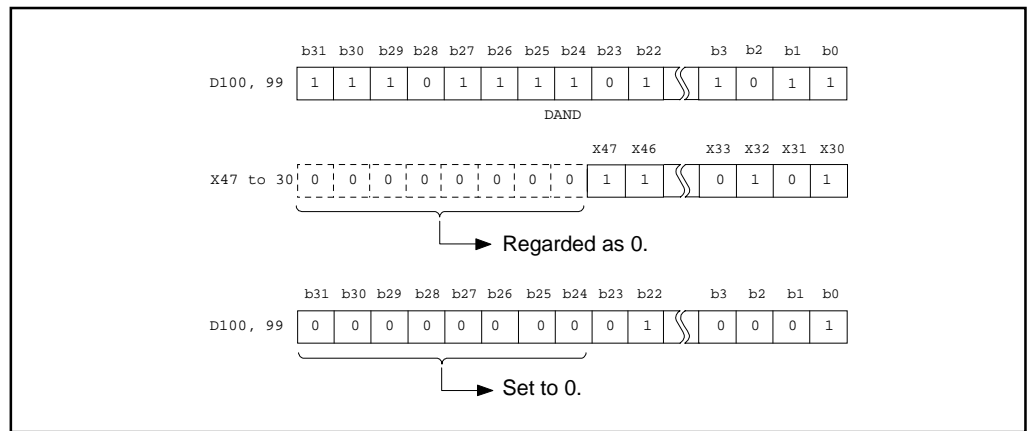 b31 b30 b29 b28 b27 b26 b25 b24 b23 b22 b3 b2 b1 b0
D100, 99 1 1 1 0 1 1 1 1 0 1 1 0 1 1
DAND
X47 X46 X33 X32 X31 X30
X47 to 30 0 0 0 0 0 0 0 0 1 1 0 1 0 1
Regarded as 0.
b31 b30 b29 b28 b27 b26 b25 b24 b23 b22 b3 b2 b1 b0
D100, 99 0 0 0 0 0 0 0 0 0 1 0 0 0 1
Set to 0.